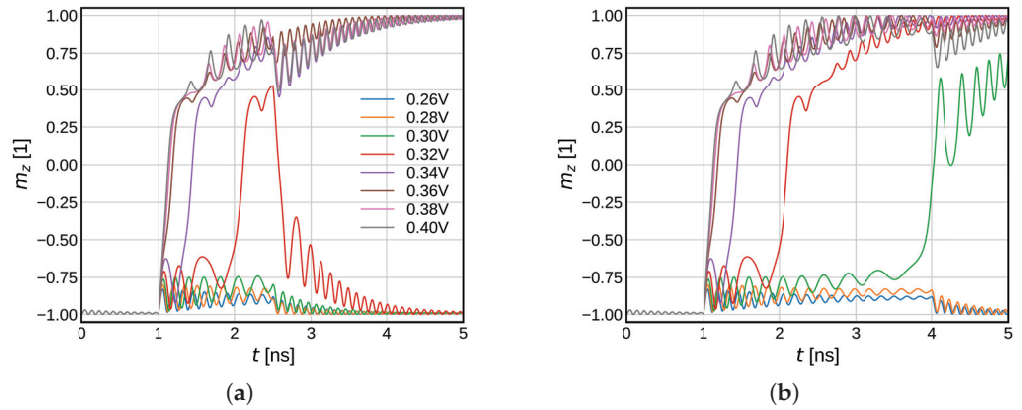 1.00
0.75
0.50
0.25
0.00
−0.25
−0.50
−0.75
−1.00
m_z [1]
0 1 2 3 4 5
t [ns]
0.26V
0.28V
0.30V
0.32V
0.34V
0.36V
0.38V
0.40V
(a)
1.00
0.75
0.50
0.25
0.00
−0.25
−0.50
−0.75
−1.00
m_z [1]
0 1 2 3 4 5
t [ns]
(b)